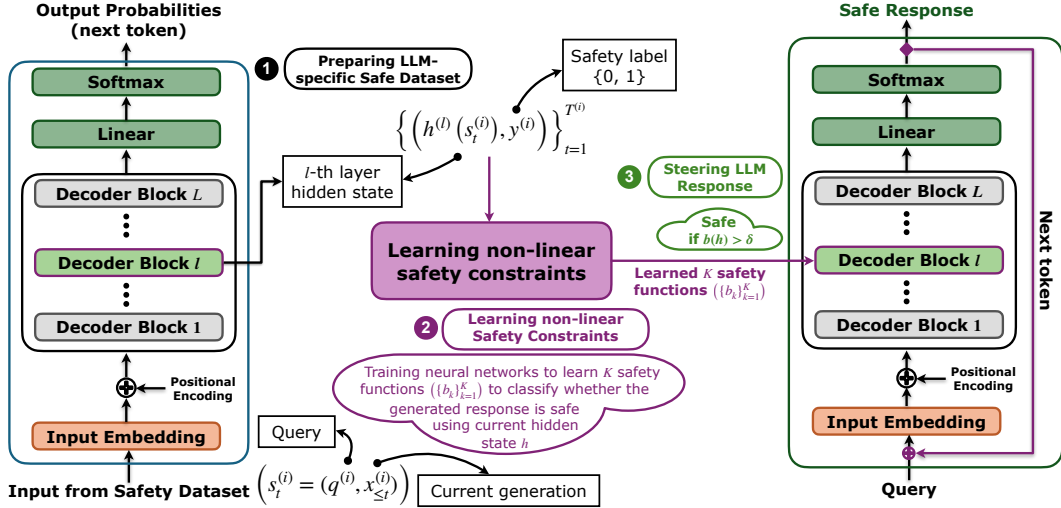 Output Probabilities
(next token)
Softmax
Linear
Decoder Block L
Decoder Block l
Decoder Block 1
Positional
Encoding
Input Embedding
Input from Safety Dataset
(s_t^{(i)} = (q^{(i)}, x_{≤t}^{(i)}))
Query
Current generation
1
Preparing LLM-
specific Safe Dataset
Safety label
{0, 1}
{(h^{(l)}(s_t^{(i)}), y^{(i)})}_{t=1}^{T^{(i)}}
l-th layer
hidden state
Learning non-linear
safety constraints
2
Learning non-linear
Safety Constraints
Training neural networks to learn K safety
functions ({b_k}_{k=1}^K) to classify whether the
generated response is safe
using current hidden
state h
3
Steering LLM
Response
Safe
if b(h) > δ
Learned K safety
functions ({b_k}_{k=1}^K)
Safe Response
Softmax
Linear
Decoder Block L
Decoder Block l
Decoder Block 1
Positional
Encoding
Input Embedding
Query
Next token